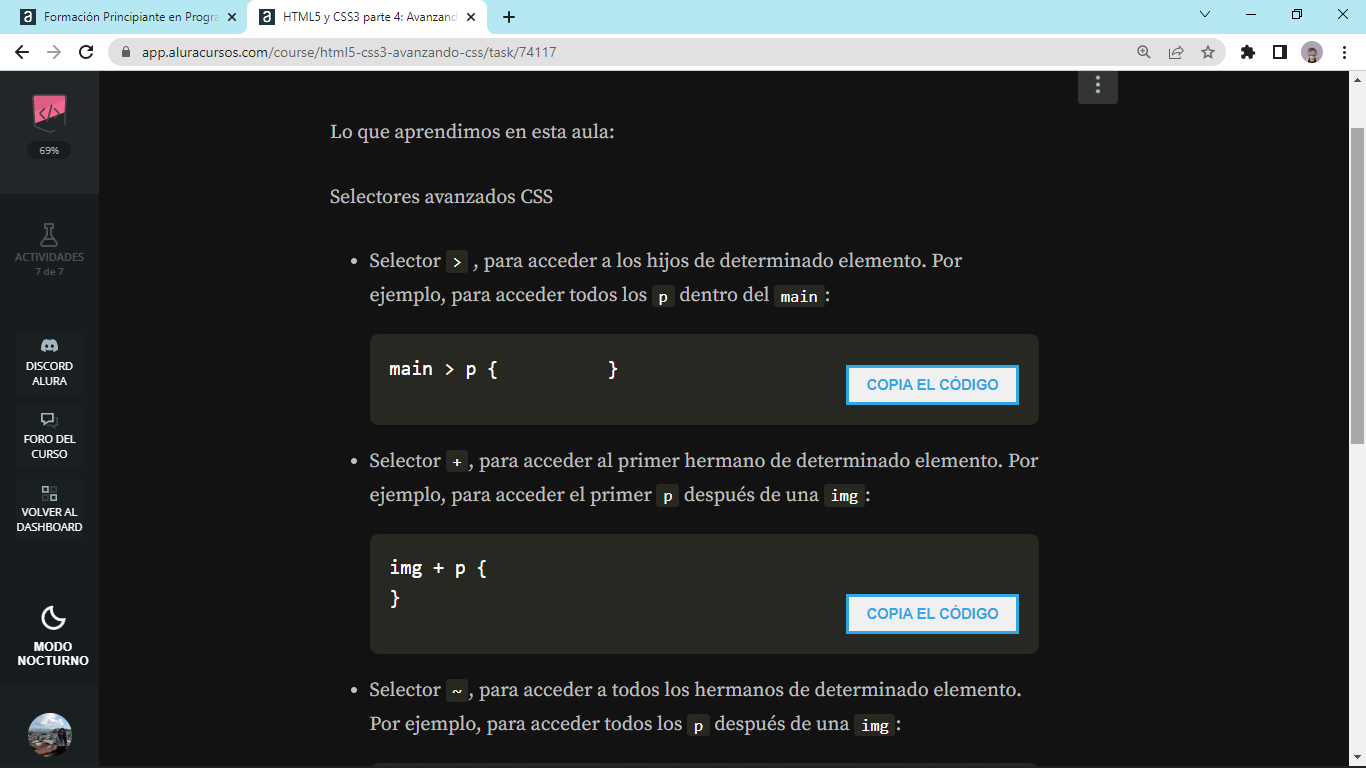 Formación Principiente en Progra
HTML5 y CSS3 parte 4: Avanzand
app.aluracursos.com/course/html5-css3-avanzando-css/task/74117
69%
ACTIVIDADES
7 de 7
DISCORD
ALURA
FORO DEL
CURSO
VOLVER AL
DASHBOARD
MODO
NOCTURNO
Lo que aprendimos en esta aula:
Selectores avanzados CSS
• Selector > , para acceder a los hijos de determinado elemento. Por
ejemplo, para acceder todos los p dentro del main:
main > p {          }
COPIA EL CÓDIGO
• Selector +, para acceder al primer hermano de determinado elemento. Por
ejemplo, para acceder el primer p después de una img:
img + p {
}
COPIA EL CÓDIGO
• Selector ~, para acceder a todos los hermanos de determinado elemento.
Por ejemplo, para acceder todos los p después de una img: